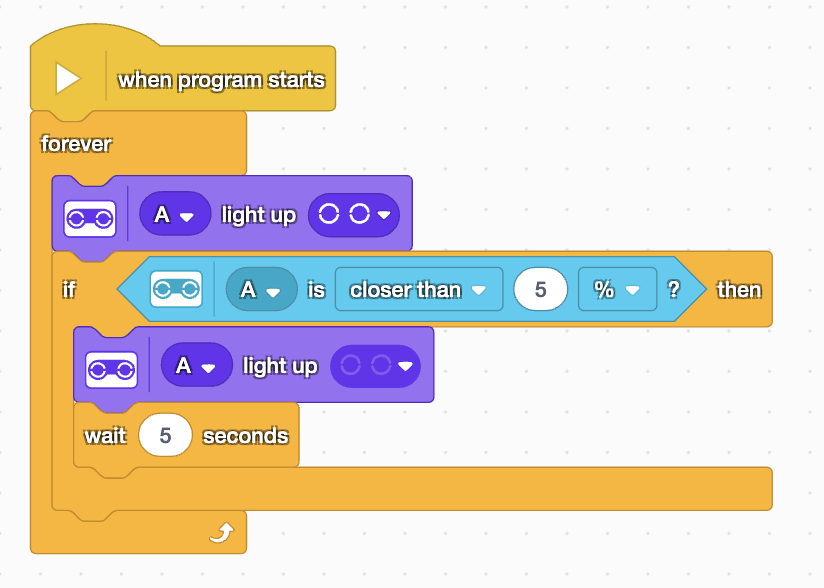 when program starts
forever
A light up
if A is closer than 5 % ? then
A light up
wait 5 seconds